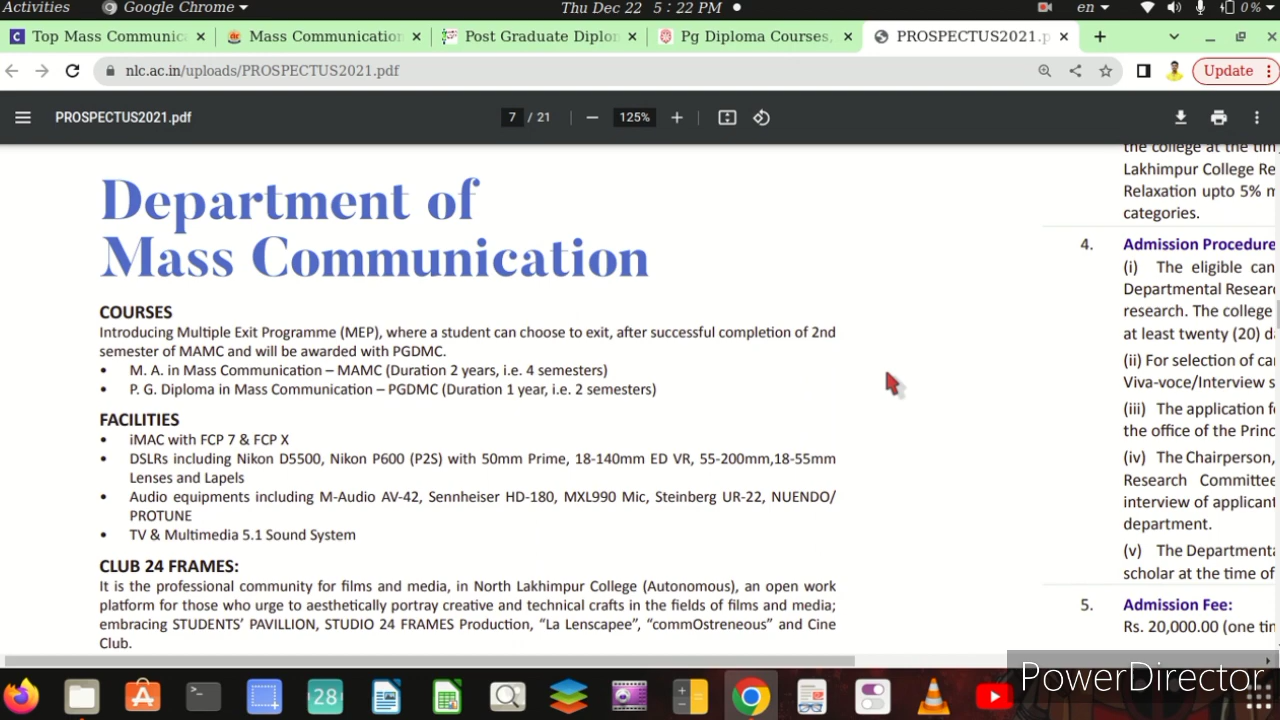 Activities Google Chrome Thu Dec 22 5 : 22 PM en 0 %
Top Mass Communic Mass Communication Post Graduate Diplom Pg Diploma Courses, PROSPECTUS2021.p
nlc.ac.in/uploads/PROSPECTUS2021.pdf Update
PROSPECTUS2021.pdf 7 / 21 125%
Department of
Mass Communication
COURSES
Introducing Multiple Exit Programme (MEP), where a student can choose to exit, after successful completion of 2nd
semester of MAMC and will be awarded with PGDMC.
• M. A. in Mass Communication – MAMC (Duration 2 years, i.e. 4 semesters)
• P. G. Diploma in Mass Communication – PGDMC (Duration 1 year, i.e. 2 semesters)
FACILITIES
• iMAC with FCP 7 & FCP X
• DSLRs including Nikon D5500, Nikon P600 (P2S) with 50mm Prime, 18-140mm ED VR, 55-200mm,18-55mm
Lenses and Lapels
• Audio equipments including M-Audio AV-42, Sennheiser HD-180, MXL990 Mic, Steinberg UR-22, NUENDO/
PROTUNE
• TV & Multimedia 5.1 Sound System
CLUB 24 FRAMES:
It is the professional community for films and media, in North Lakhimpur College (Autonomous), an open work
platform for those who urge to aesthetically portray creative and technical crafts in the fields of films and media;
embracing STUDENTS’ PAVILLION, STUDIO 24 FRAMES Production, “La Lenscapee”, “commOstreneous” and Cine
Club.
the college at the tim
Lakhimpur College Re
Relaxation upto 5% m
categories.
4. Admission Procedure
(i) The eligible can
Departmental Resear
research. The college
at least twenty (20) d
(ii) For selection of ca
Viva-voce/Interview s
(iii) The application f
the office of the Princ
(iv) The Chairperson,
Research Committee
interview of applicant
department.
(v) The Departmenta
scholar at the time of
5. Admission Fee:
Rs. 20,000.00 (one tin
28
PowerDirector